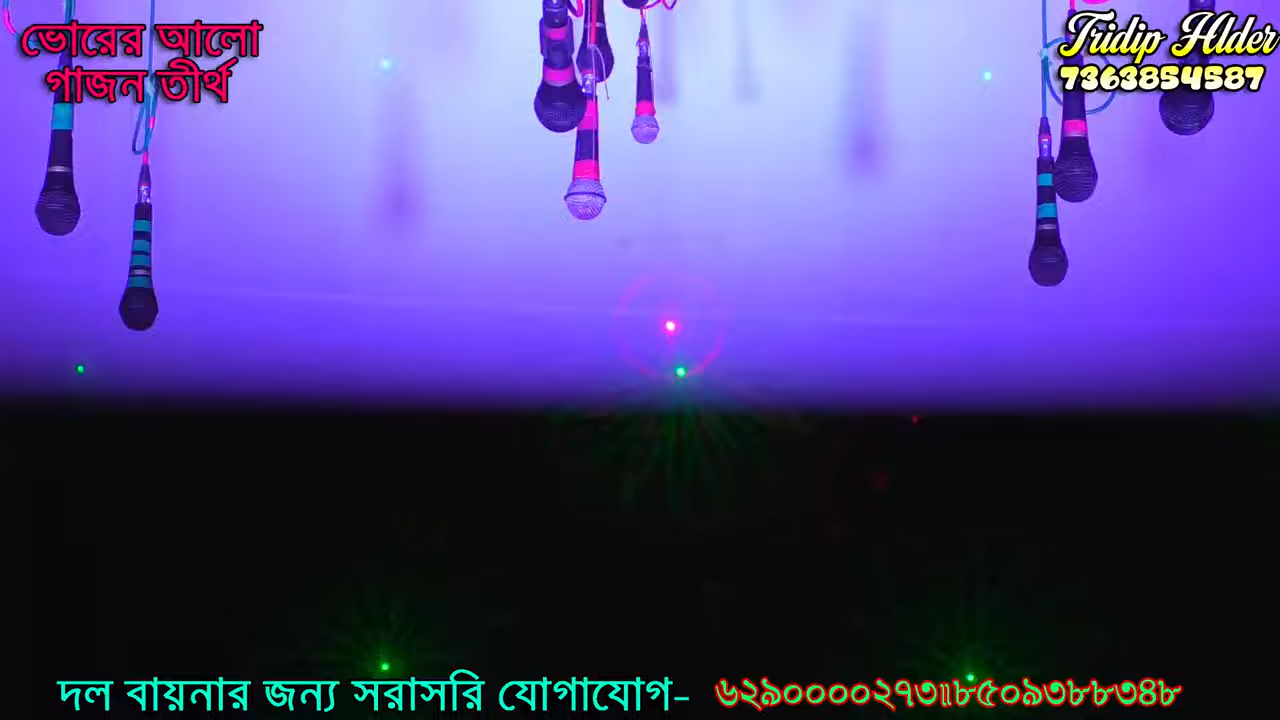 ভোরের আলো
গাজন তীর্থ
Tridip Hlder
7363854587
দল বায়নার জন্য সরাসরি যোগাযোগ- ৬২৯০০০০২৭৩॥৮৫০৯৩৮৮৩৪৮